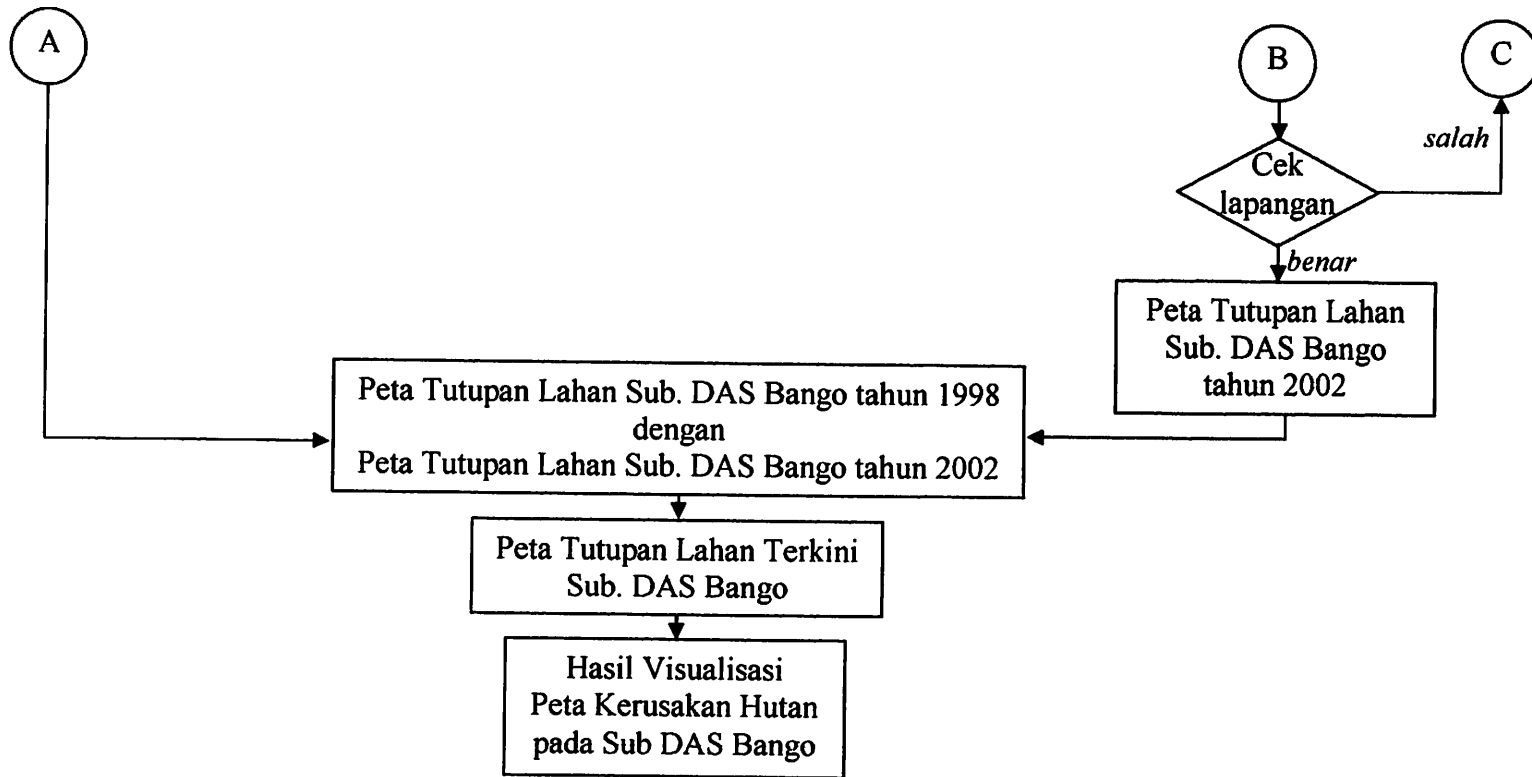 A
B
C
salah
Cek
lapangan
benar
Peta Tutupan Lahan
Sub. DAS Bango
tahun 2002
Peta Tutupan Lahan Sub. DAS Bango tahun 1998
dengan
Peta Tutupan Lahan Sub. DAS Bango tahun 2002
Peta Tutupan Lahan Terkini
Sub. DAS Bango
Hasil Visualisasi
Peta Kerusakan Hutan
pada Sub DAS Bango